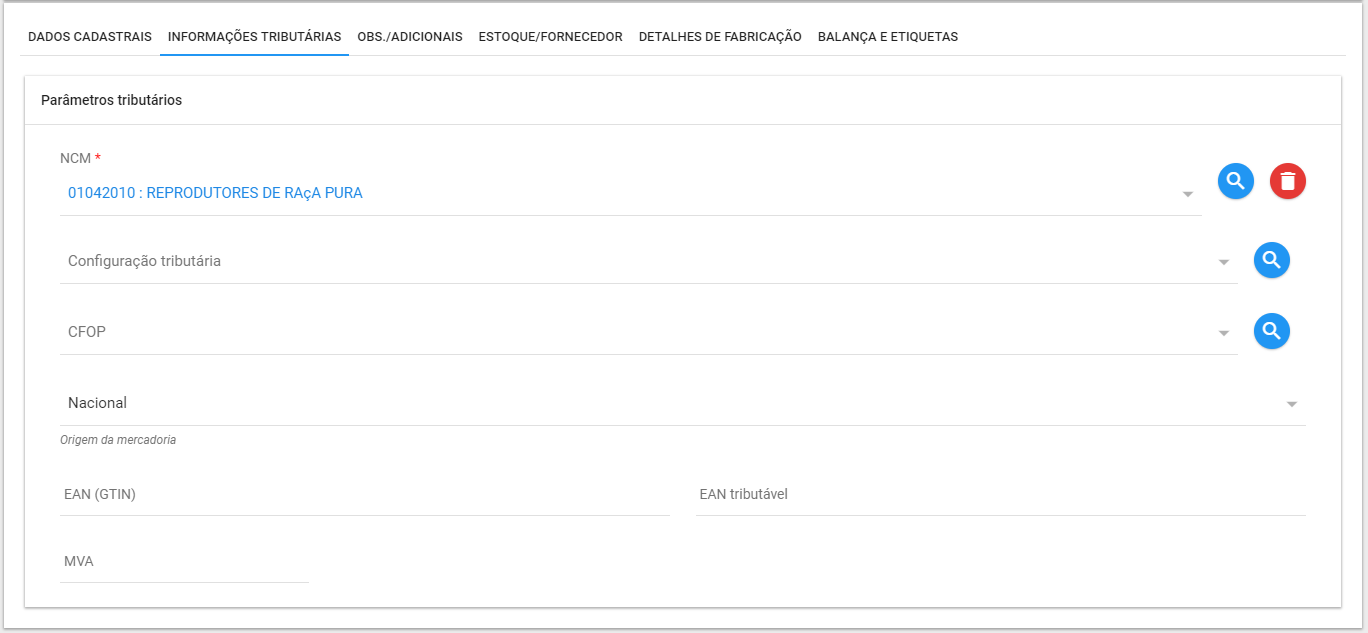 DADOS CADASTRAIS INFORMAÇÕES TRIBUTÁRIAS OBS./ADICIONAIS ESTOQUE/FORNECEDOR DETALHES DE FABRICAÇÃO BALANÇA E ETIQUETAS
Parâmetros tributários
NCM *
01042010 : REPRODUTORES DE RAçA PURA
Configuração tributária
CFOP
Nacional
Origem da mercadoria
EAN (GTIN) EAN tributável
MVA